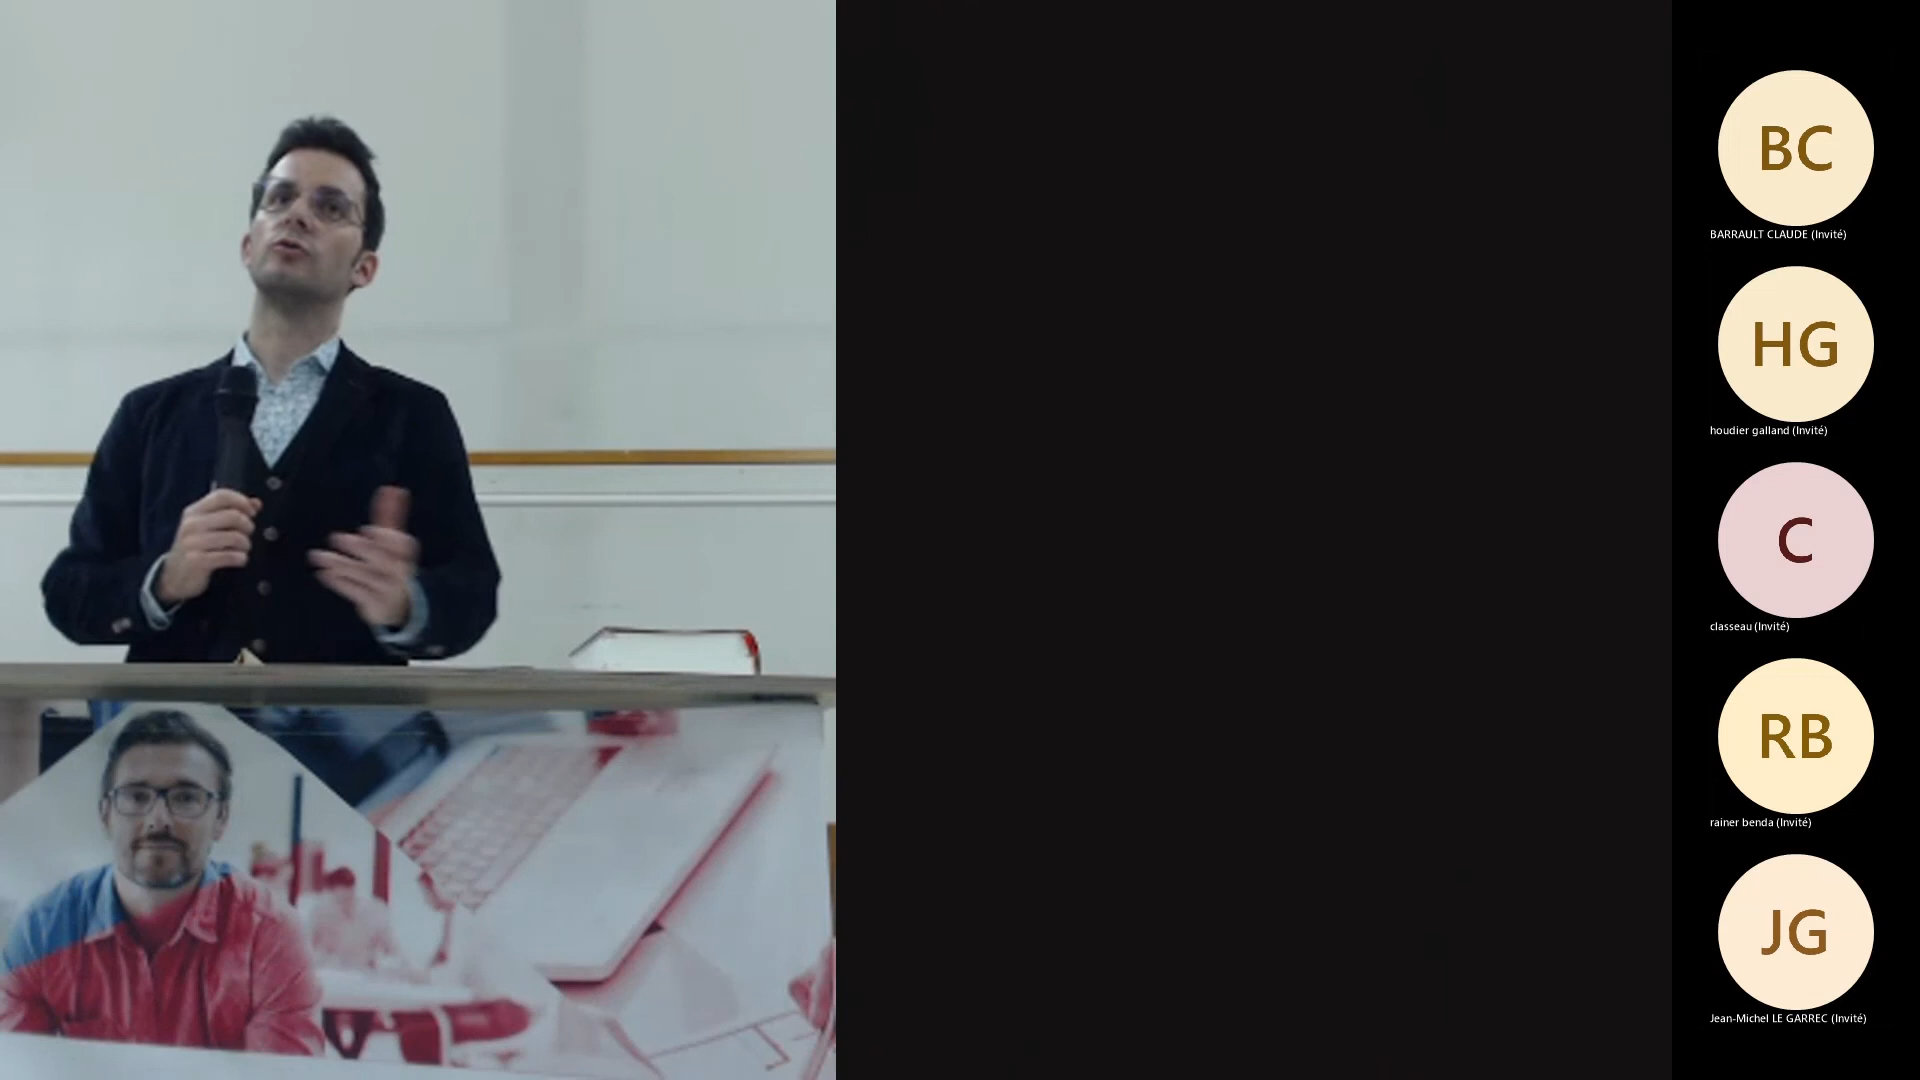 BC
BARRAULT CLAUDE (Invité)
HG
houdier galland (Invité)
C
classeau (Invité)
RB
rainer benda (Invité)
JG
Jean-Michel LE GARREC (Invité)